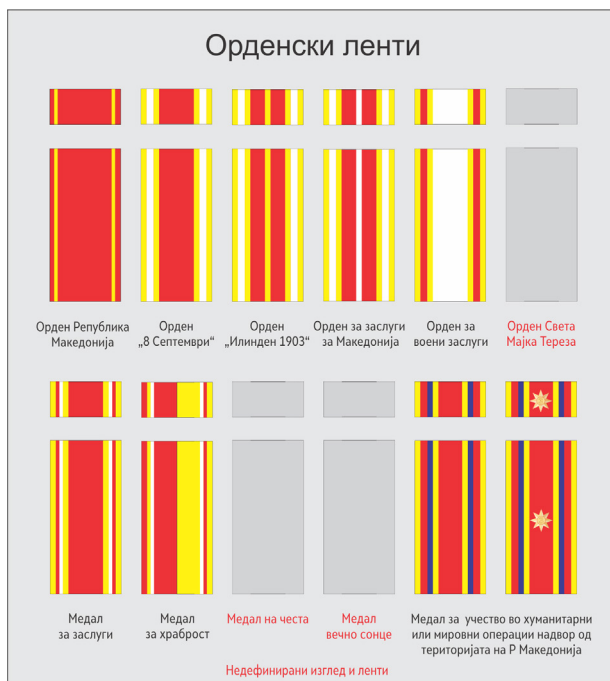 Орденски ленти
Орден Република
Македонија
Орден
„8 Септември“
Орден
„Илинден 1903“
Орден за заслуги
за Македонија
Орден за
воени заслуги
Орден Света
Мајка Тереза
Медал
за заслуги
Медал
за храброст
Медал на честа
Медал
вечно сонце
Медал за учество во хуманитарни
или мировни операции надвор од
територијата на Р Македонија
Недефинирани изглед и ленти